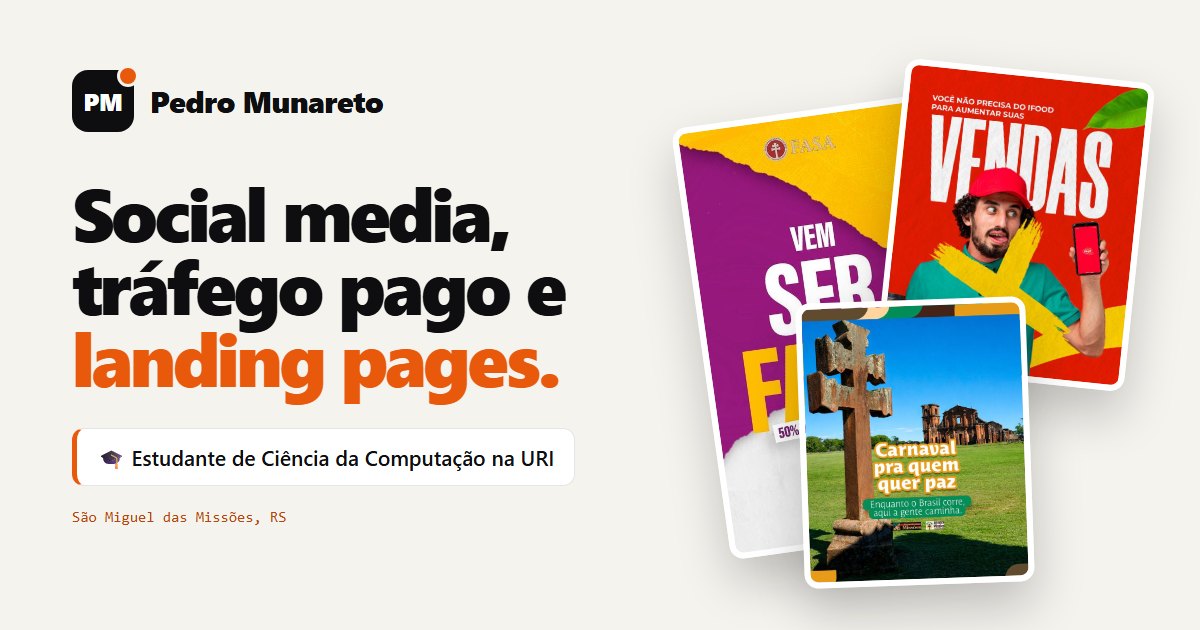 PM
Pedro Munareto
Social media,
tráfego pago e
landing pages.
🎓 Estudante de Ciência da Computação na URI
São Miguel das Missões, RS
FASA
VEM
SER
50%
VOCÊ NÃO PRECISA DO IFOOD
PARA AUMENTAR SUAS
VENDAS
Carnaval
pra quem
quer paz
Enquanto o Brasil corre,
aqui a gente caminha.